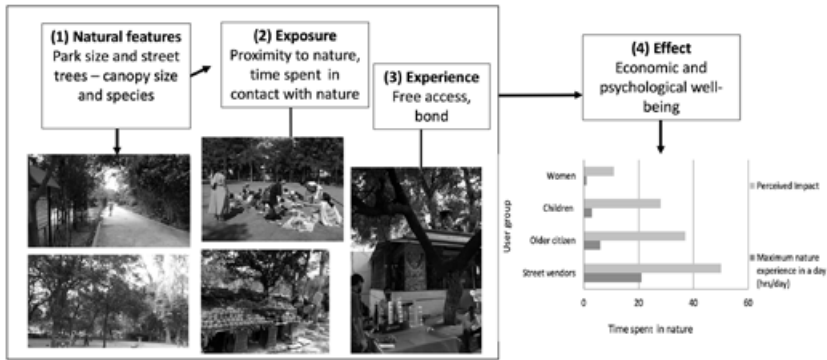 (1) Natural features
Park size and street
trees – canopy size
and species
(2) Exposure
Proximity to nature,
time spent in
contact with nature
(3) Experience
Free access,
bond
(4) Effect
Economic and
psychological well-
being
User group
Women
Children
Older citizen
Street vendors
0
20
40
60
Time spent in nature
Perceived Impact
Maximum nature
experience in a day
(hrs/day)